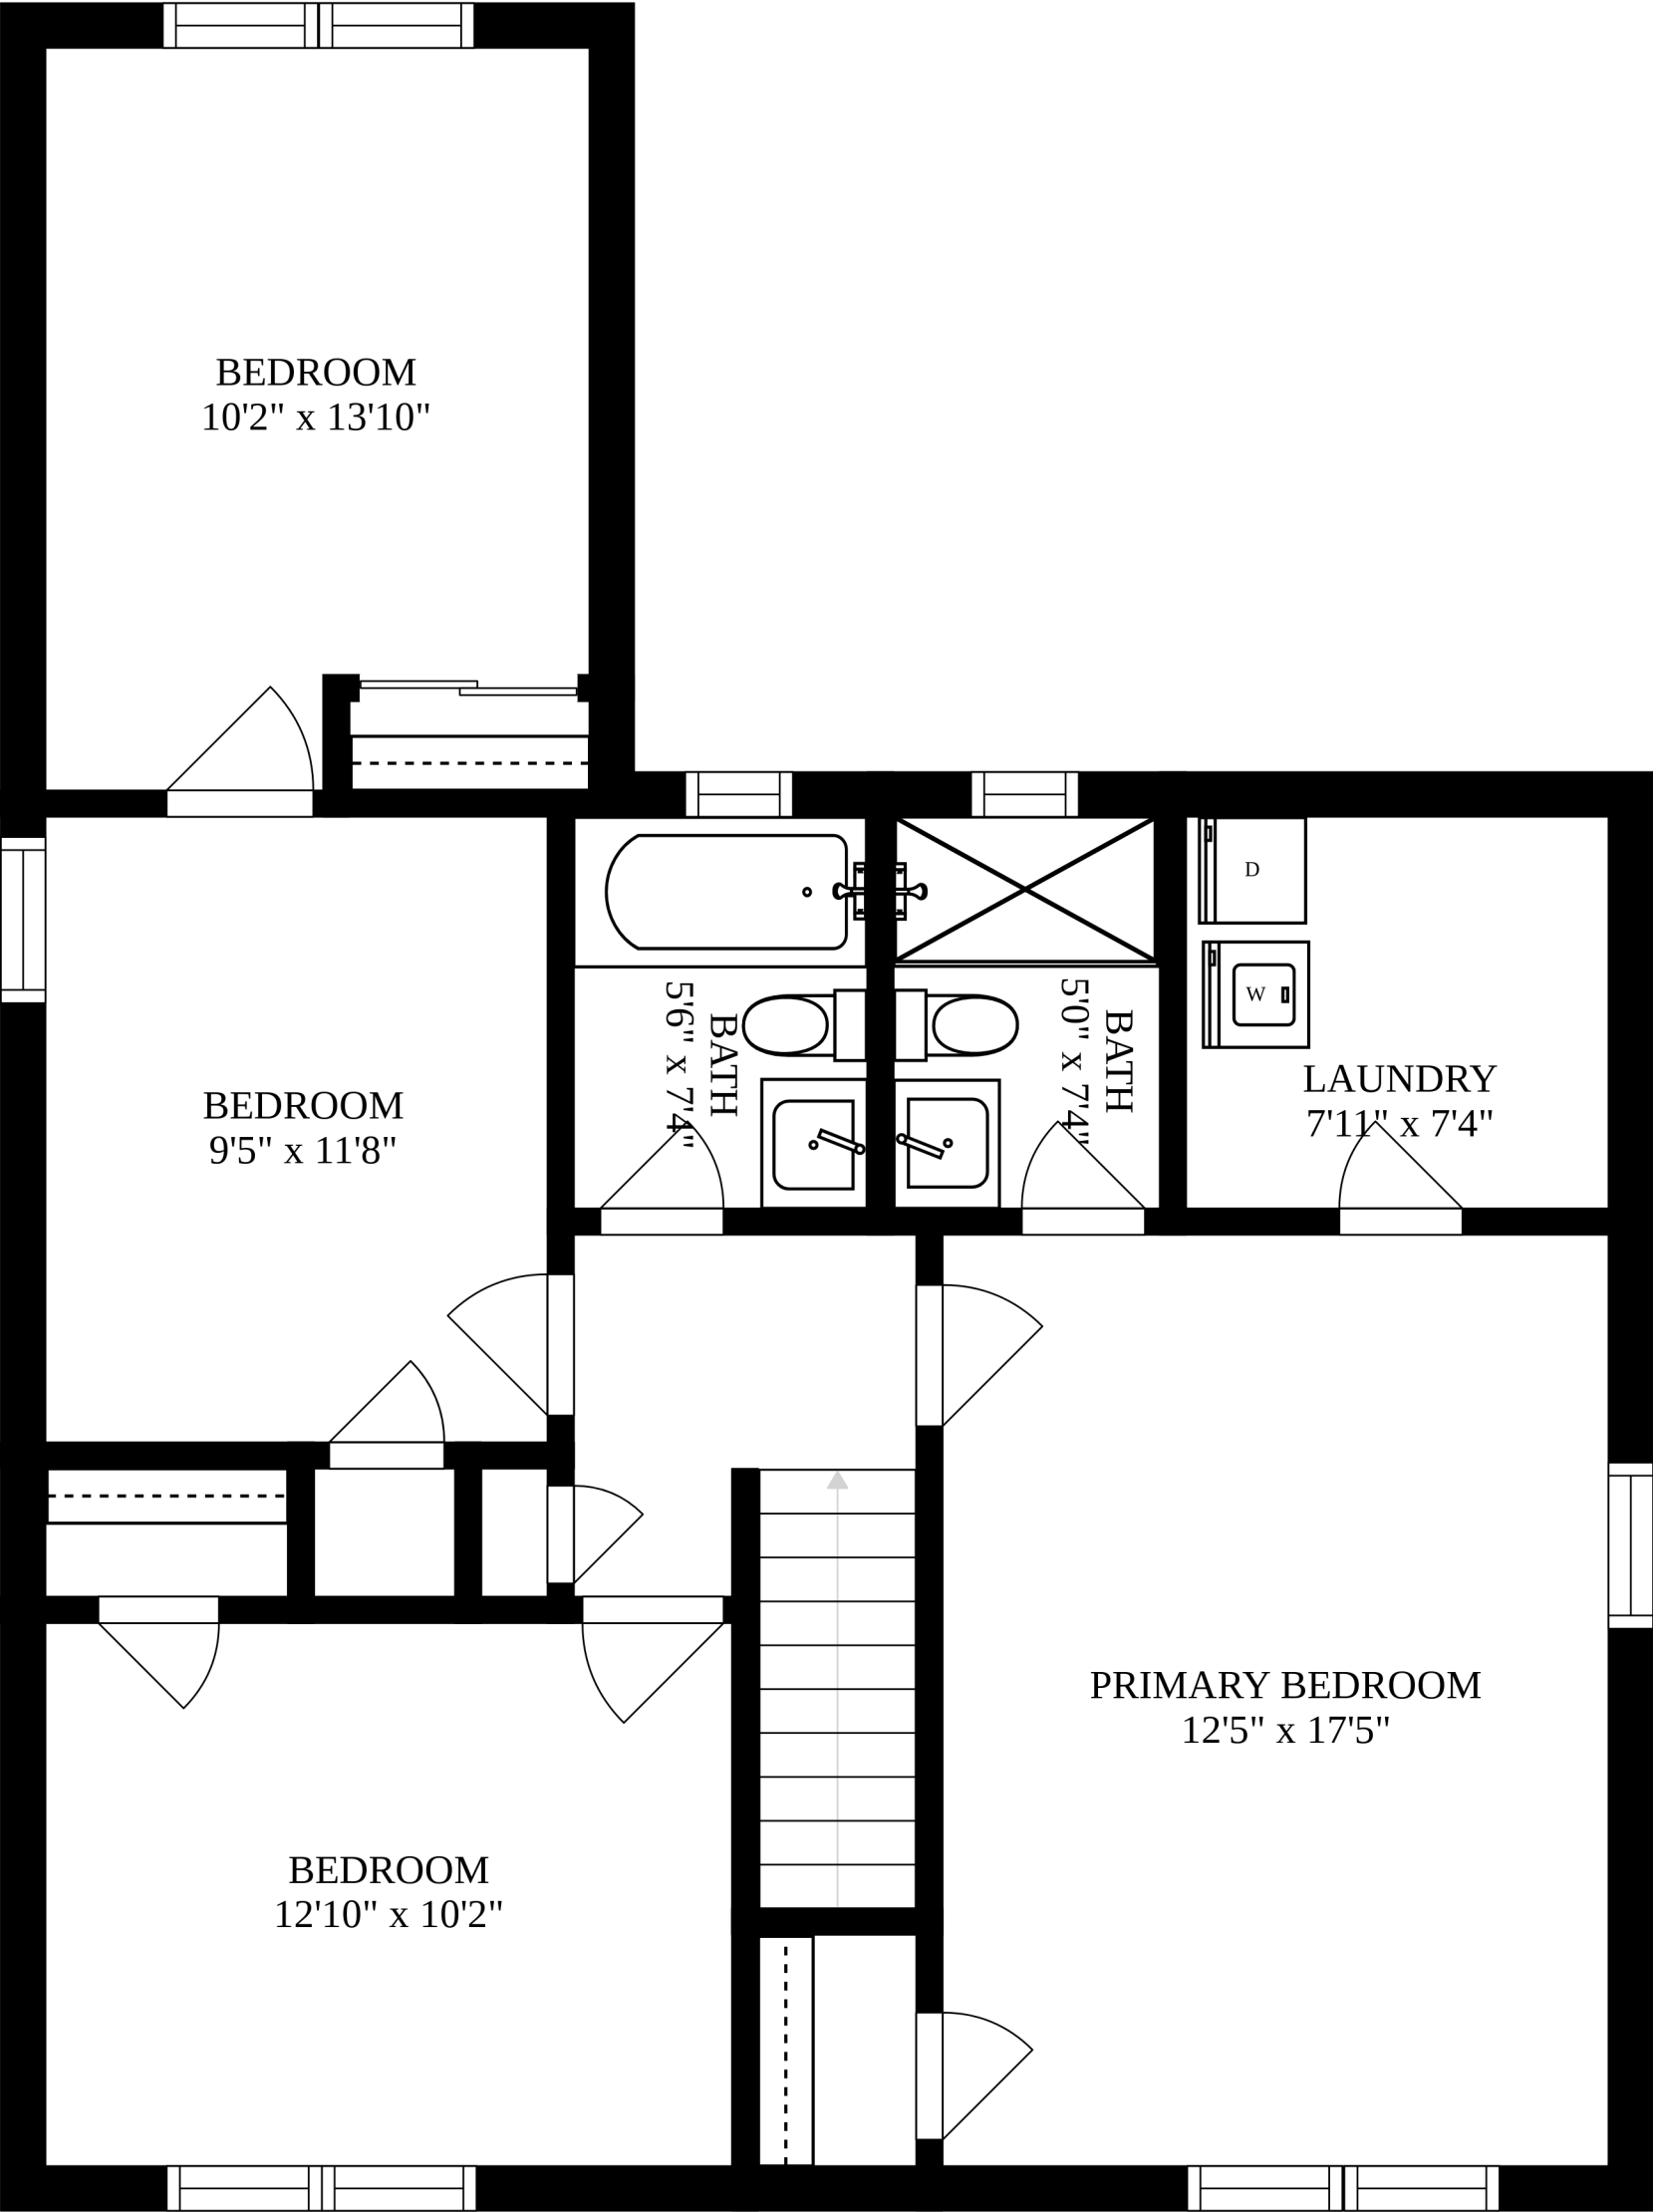 BEDROOM
10'2" x 13'10"
D
W
BATH
5'6" x 7'4"
BATH
5'0" x 7'4"
LAUNDRY
7'11" x 7'4"
BEDROOM
9'5" x 11'8"
PRIMARY BEDROOM
12'5" x 17'5"
BEDROOM
12'10" x 10'2"